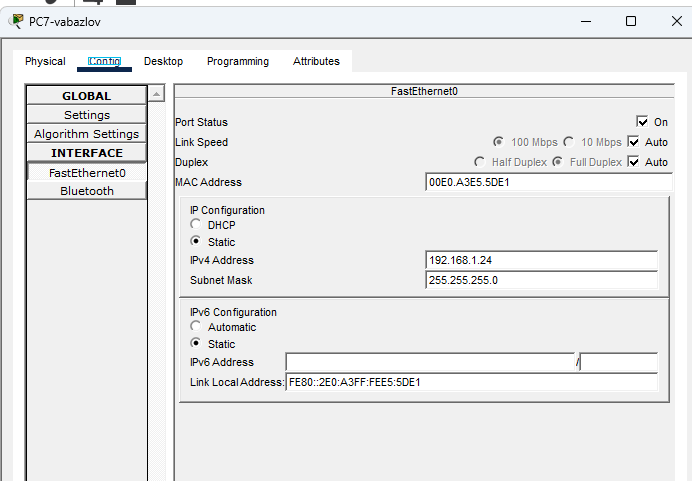 PC7-vabazlov
Physical Config Desktop Programming Attributes
GLOBAL
Settings
Algorithm Settings
INTERFACE
FastEthernet0
Bluetooth
FastEthernet0
Port Status On
Link Speed 100 Mbps 10 Mbps Auto
Duplex Half Duplex Full Duplex Auto
MAC Address 00E0.A3E5.5DE1
IP Configuration
DHCP
Static
IPv4 Address 192.168.1.24
Subnet Mask 255.255.255.0
IPv6 Configuration
Automatic
Static
IPv6 Address /
Link Local Address: FE80::2E0:A3FF:FEE5:5DE1